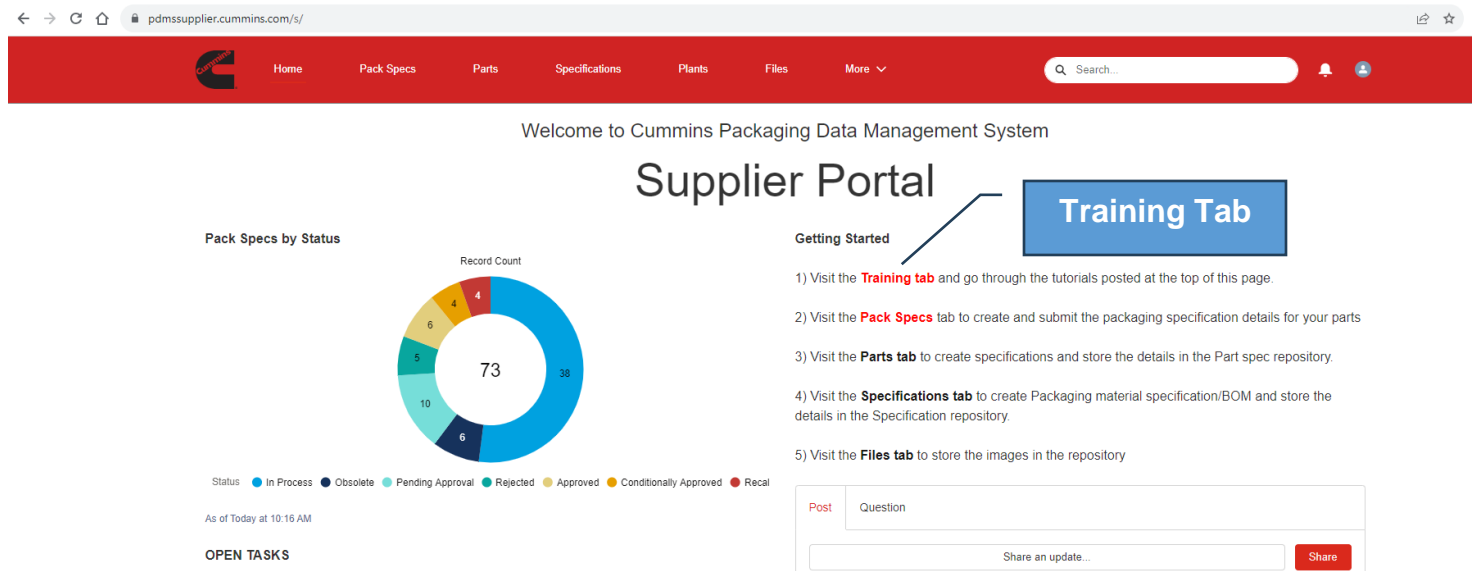 pdmssupplier.cummins.com/s/
Cummins
Home Pack Specs Parts Specifications Plants Files More Search...
Welcome to Cummins Packaging Data Management System
Supplier Portal
Training Tab
Pack Specs by Status
Record Count
4
4
6
5
73
38
10
6
Status In Process Obsolete Pending Approval Rejected Approved Conditionally Approved Recal
As of Today at 10:16 AM
OPEN TASKS
Getting Started
1) Visit the Training tab and go through the tutorials posted at the top of this page.
2) Visit the Pack Specs tab to create and submit the packaging specification details for your parts
3) Visit the Parts tab to create specifications and store the details in the Part spec repository.
4) Visit the Specifications tab to create Packaging material specification/BOM and store the
details in the Specification repository.
5) Visit the Files tab to store the images in the repository
Post Question
Share an update...
Share